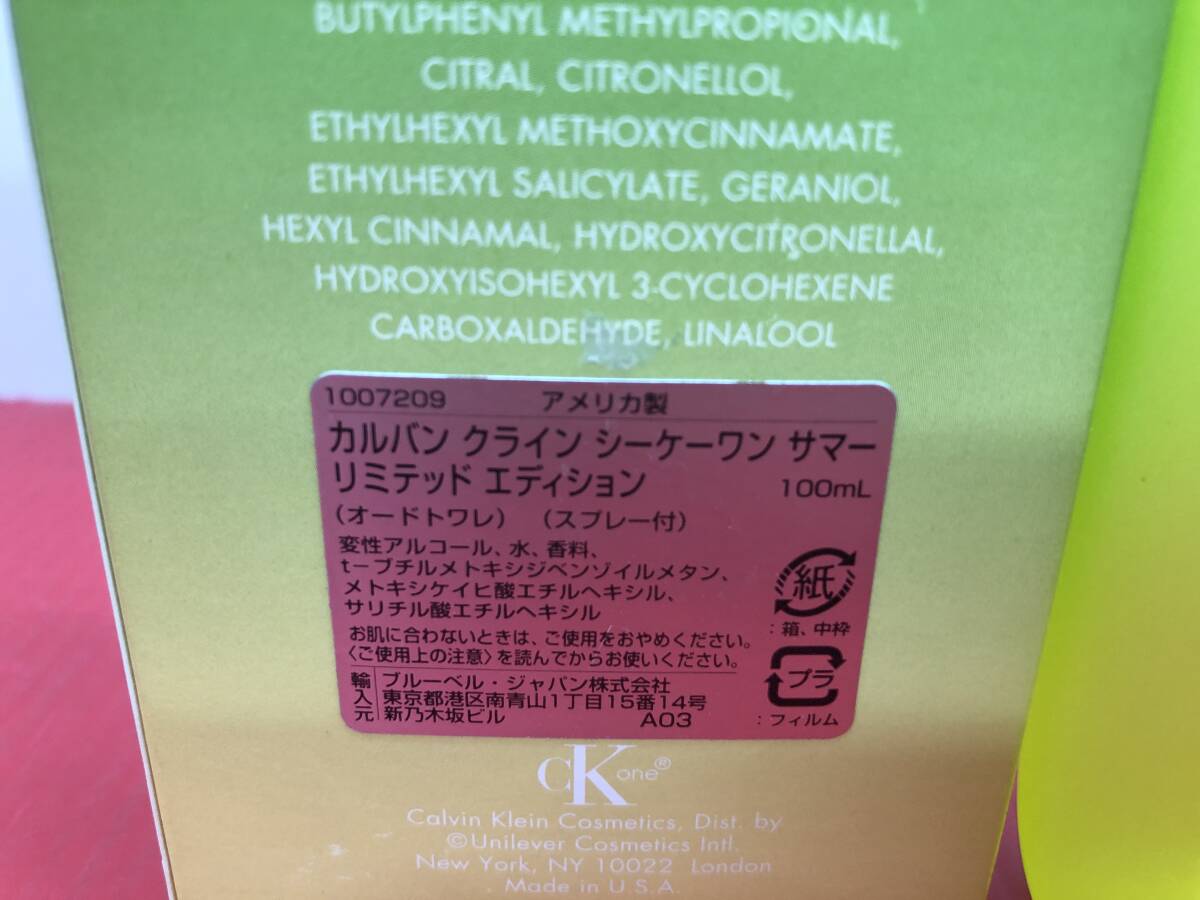 BUTYLPHENYL METHYLPROPIONAL,
CITRAL, CITRONELLOL,
ETHYLHEXYL METHOXYCINNAMATE,
ETHYLHEXYL SALICYLATE, GERANIOL,
HEXYL CINNAMAL, HYDROXYCITRONELLAL,
HYDROXYISOHEXYL 3-CYCLOHEXENE
CARBOXALDEHYDE, LINALOOL
1007209 アメリカ製
カルバン クライン シーケーワン サマー
リミテッド エディション 100mL
(オードトワレ) (スプレー付)
変性アルコール、水、香料、
t－ブチルメトキシジベンゾイルメタン、
メトキシケイヒ酸エチルヘキシル、
サリチル酸エチルヘキシル
紙
:箱、中枠
お肌に合わないときは、ご使用をおやめください。
〈ご使用上の注意〉を読んでからお使いください。
プラ
:フィルム
輸入元
ブルーベル・ジャパン株式会社
東京都港区南青山1丁目15番14号
新乃木坂ビル A03
cK one®
Calvin Klein Cosmetics, Dist. by
©Unilever Cosmetics Intl.
New York, NY 10022 London
Made in U.S.A.